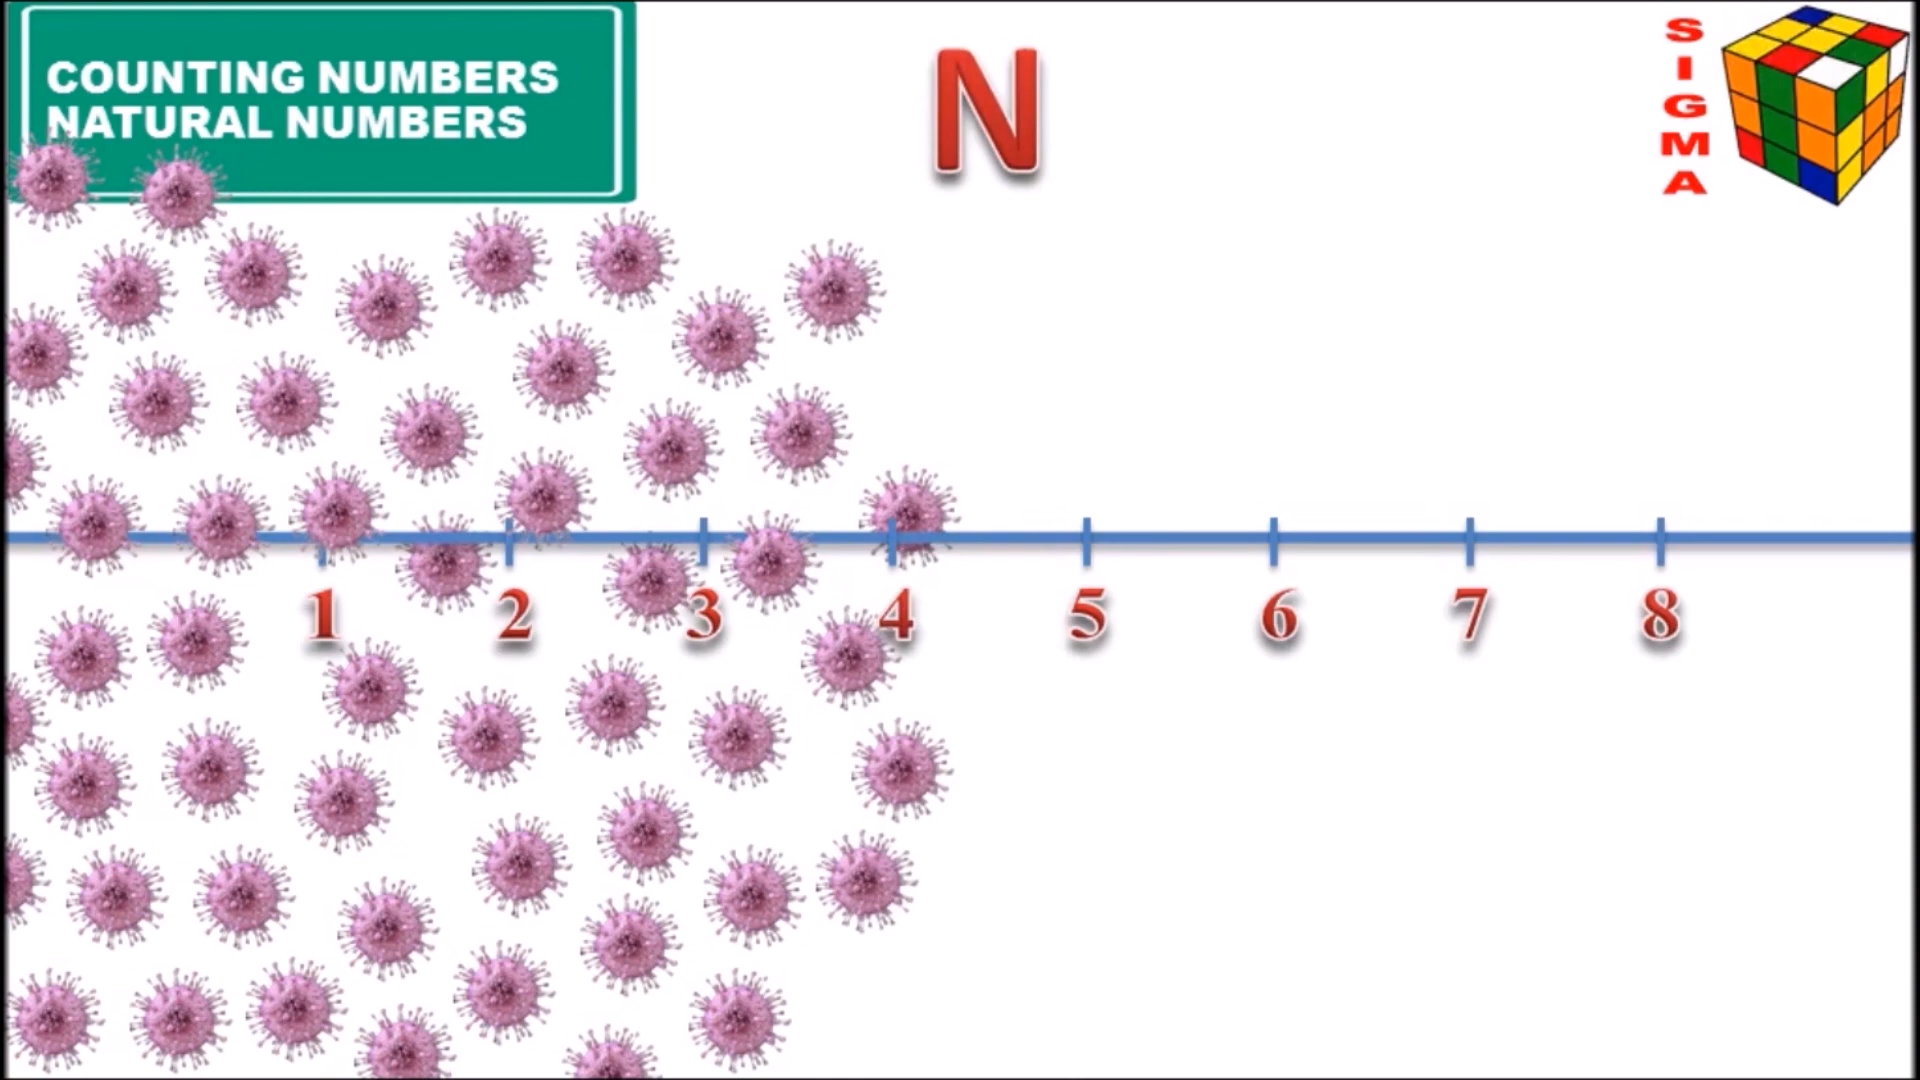 COUNTING NUMBERS
NATURAL NUMBERS
N
SIGMA
1 2 3 4 5 6 7 8